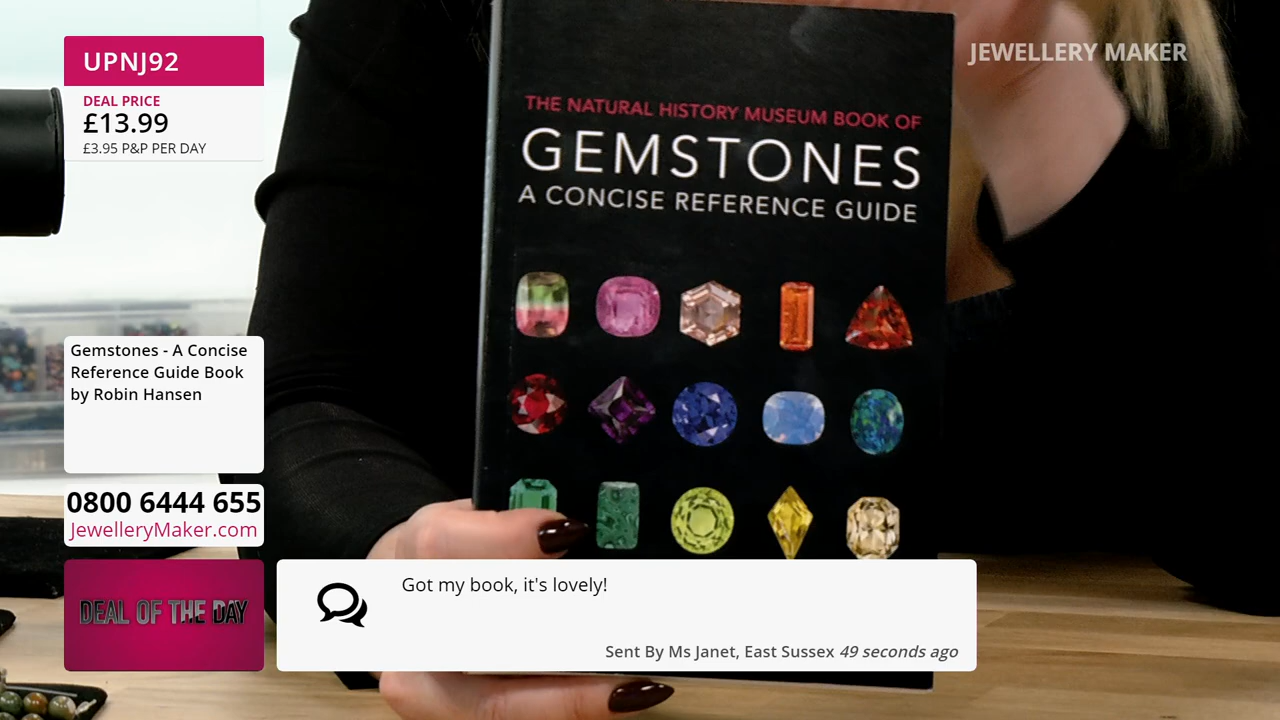 UPNJ92
DEAL PRICE
£13.99
£3.95 P&P PER DAY
JEWELLERY MAKER
THE NATURAL HISTORY MUSEUM BOOK OF
GEMSTONES
A CONCISE REFERENCE GUIDE
Gemstones - A Concise
Reference Guide Book
by Robin Hansen
0800 6444 655
JewelleryMaker.com
DEAL OF THE DAY
Got my book, it's lovely!
Sent By Ms Janet, East Sussex 49 seconds ago